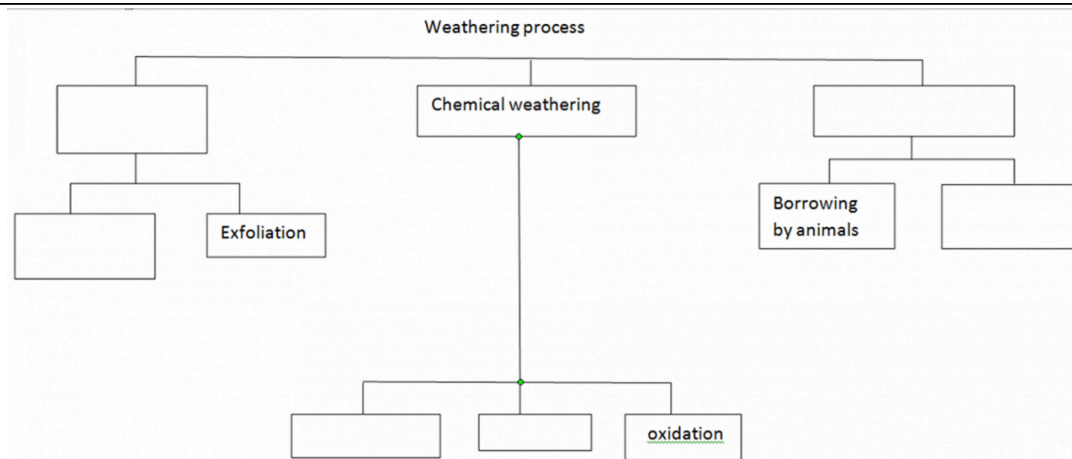 Weathering process
Chemical weathering
Exfoliation
Borrowing
by animals
oxidation